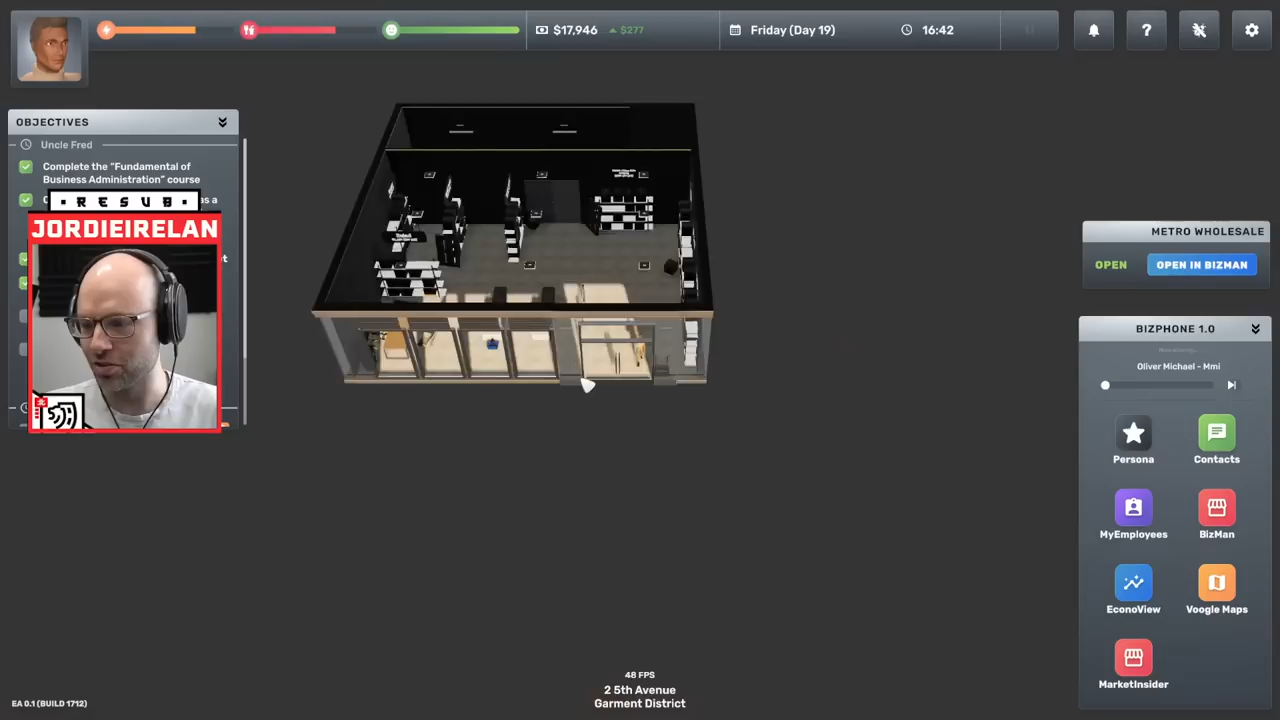 $17,946
$277
Friday (Day 19)
16:42
?
OBJECTIVES
Uncle Fred
Complete the "Fundamental of
Business Administration" course
as a
• RESUB •
JORDIEIRELAN
METRO WHOLESALE
OPEN
OPEN IN BIZMAN
BIZPHONE 1.0
Oliver Michael - Mmi
Persona
Contacts
MyEmployees
BizMan
EconoView
Voogle Maps
MarketInsider
48 FPS
2 5th Avenue
Garment District
EA 0.1 (BUILD 1712)